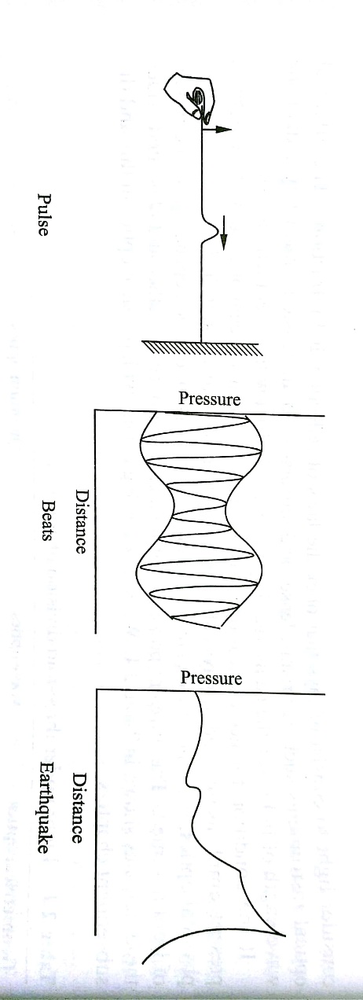 Pulse
Pressure
Distance
Beats
Pressure
Distance
Earthquake